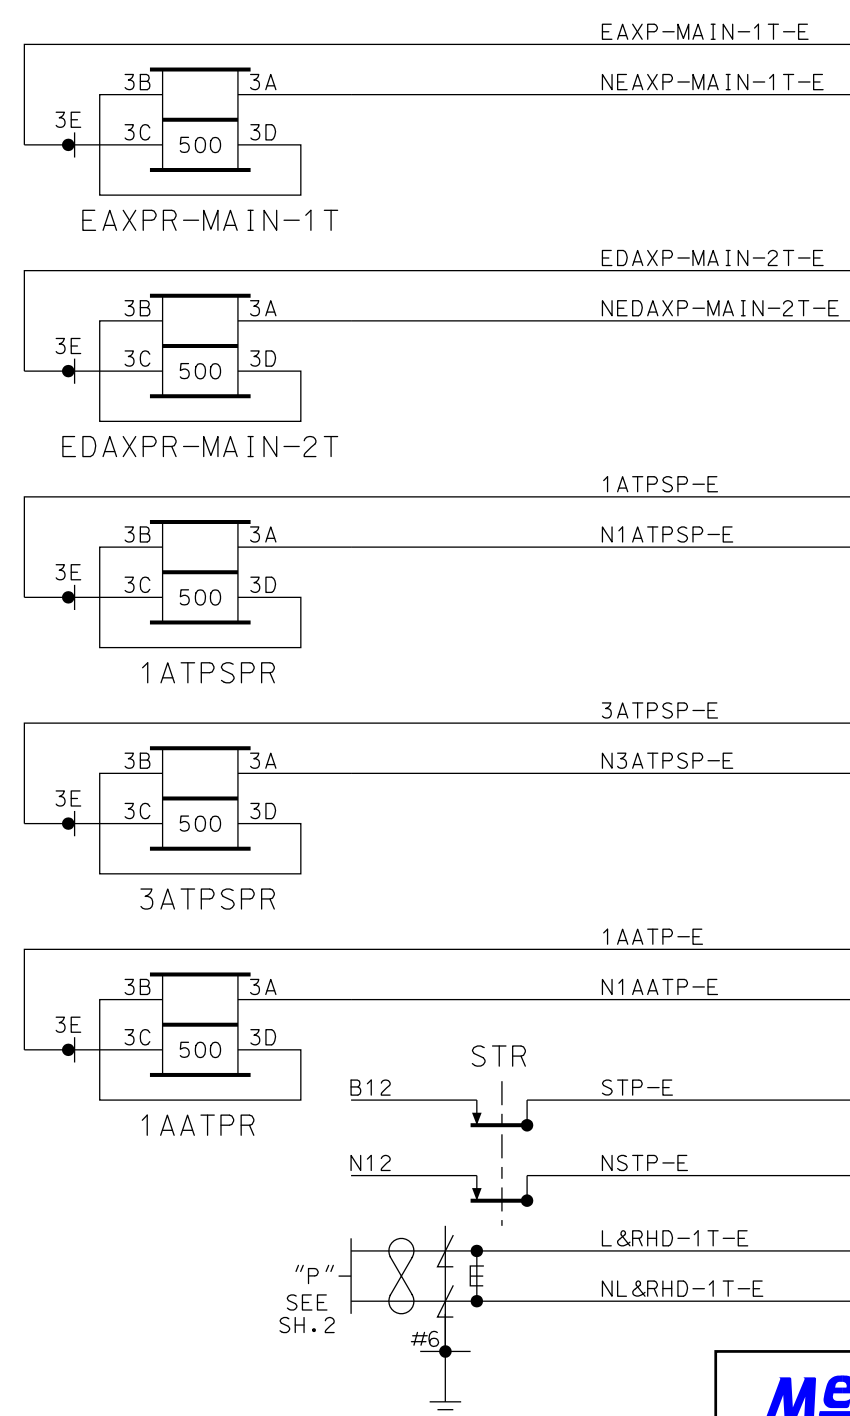 EAXP-MAIN-1T-E
3B 3A NEAXP-MAIN-1T-E
3E 3C 500 3D
EAXPR-MAIN-1T
EDAXP-MAIN-2T-E
3B 3A NEDAXP-MAIN-2T-E
3E 3C 500 3D
EDAXPR-MAIN-2T
1ATPSP-E
3B 3A N1ATPSP-E
3E 3C 500 3D
1ATPSPR
3ATPSP-E
3B 3A N3ATPSP-E
3E 3C 500 3D
3ATPSPR
1AATP-E
3B 3A N1AATP-E
3E 3C 500 3D
1AATPR
STR
B12 STP-E
N12 NSTP-E
L&RHD-1T-E
"P"
SEE
SH.2
NL&RHD-1T-E
#6
Me